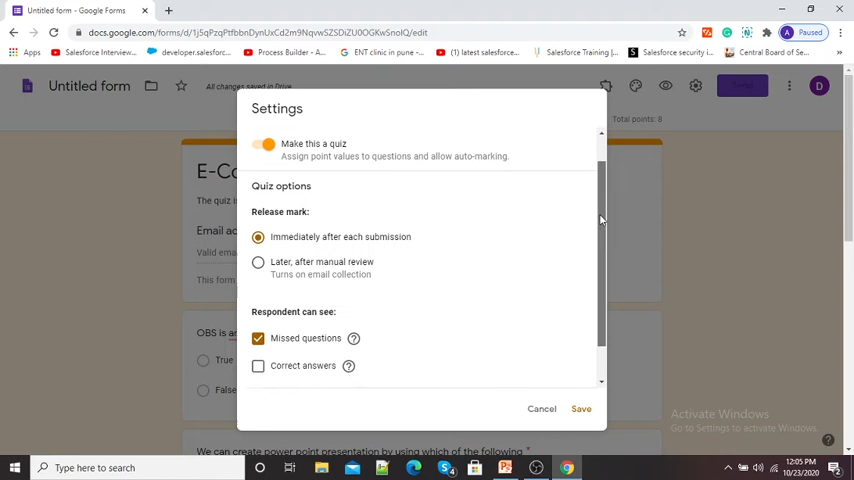 Untitled form - Google Forms
docs.google.com/forms/d/1j5qPzqPtfbbnDynUxCd2m9NqvwSZSDiZU0OGKwSnoIQ/edit
Paused
Apps
Salesforce Interview...
developer.salesforc...
Process Builder - A...
ENT clinic in pune -...
(1) latest salesforce...
Salesforce Training |...
Salesforce security i...
Central Board of Se...
Untitled form
All changes saved in Drive
D
Total points: 8
Settings
Make this a quiz
Assign point values to questions and allow auto-marking.
Quiz options
Release mark:
Immediately after each submission
Later, after manual review
Turns on email collection
Respondent can see:
Missed questions
Correct answers
Cancel
Save
E-Co
The quiz i
Email ac
Valid ema
This form
OBS is an
True
False
We can create power point presentation by using which of the following *
Activate Windows
Go to Settings to activate Windows.
Type here to search
12:05 PM
10/23/2020